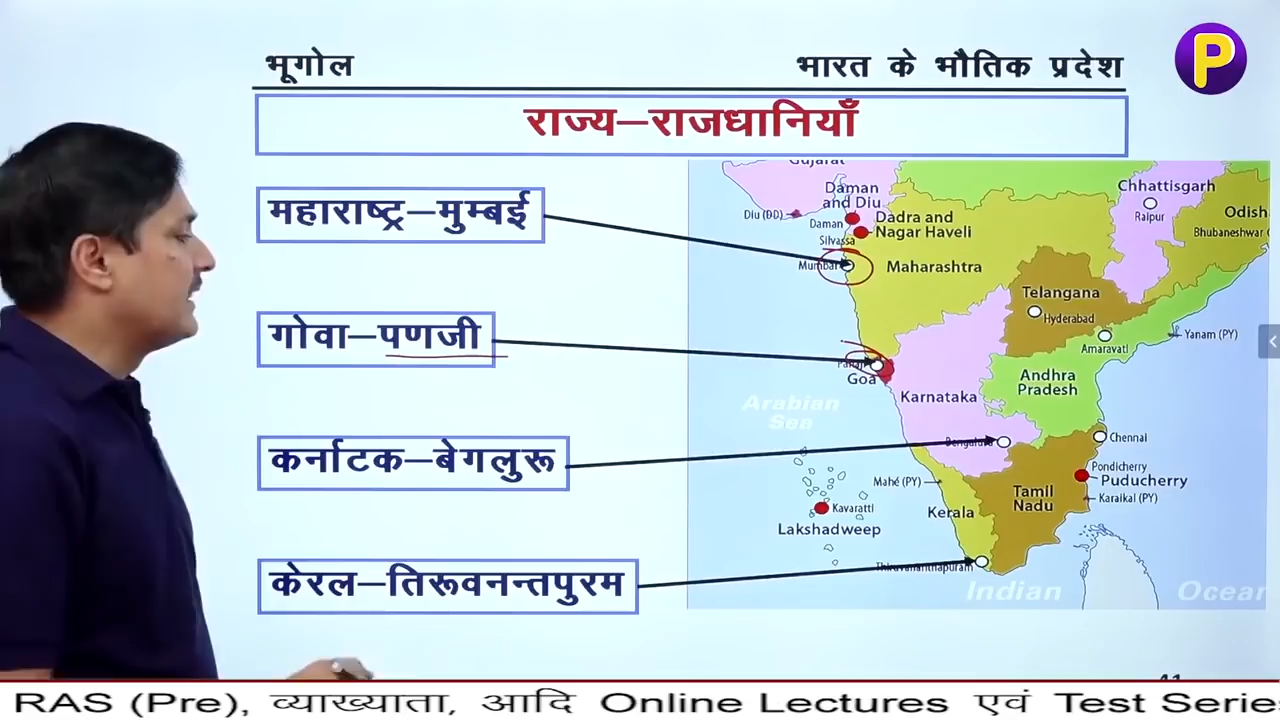 भूगोल
भारत के भौतिक प्रदेश
P
राज्य–राजधानियाँ
महाराष्ट्र–मुम्बई
गोवा–पणजी
कर्नाटक–बेगलुरू
केरल–तिरूवनन्तपुरम
Gujarat
Daman
and Diu
Diu (DD)
Daman
Dadra and
Nagar Haveli
Silvassa
Mumbai
Maharashtra
Chhattisgarh
Raipur
Odish
Bhubaneshwar
Telangana
Hyderabad
Yanam (PY)
Amaravati
Panaji
Goa
Karnataka
Andhra
Pradesh
Arabian
Sea
Bengaluru
Chennai
Pondicherry
Puducherry
Karaikal (PY)
Mahé (PY)
Tamil
Nadu
Kerala
Kavaratti
Lakshadweep
Thiruvananthapuram
Indian Ocean
RAS (Pre), व्याख्याता, आदि Online Lectures एवं Test Serie